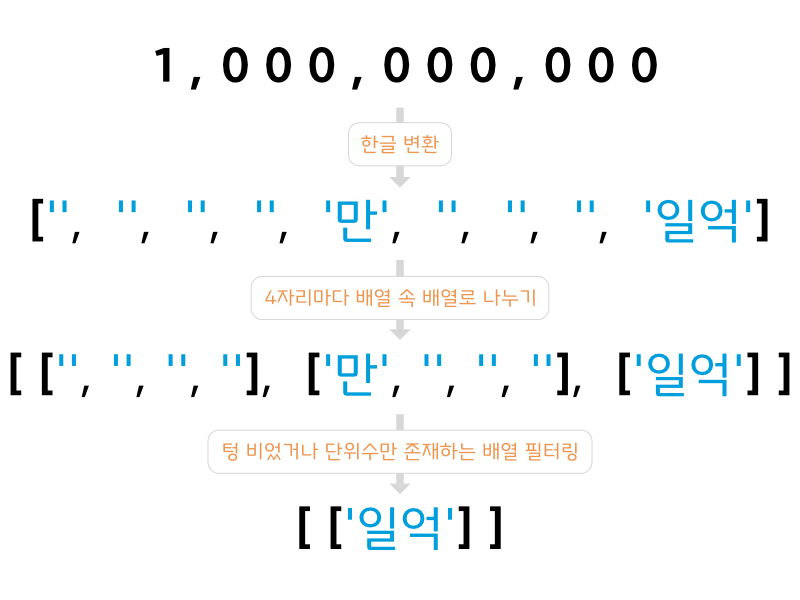 1,000,000,000
한글 변환
['', '', '', '', '만', '', '', '', '일억']
4자리마다 배열 속 배열로 나누기
[ ['', '', '', ''], ['만', '', '', ''], ['일억'] ]
텅 비었거나 단위수만 존재하는 배열 필터링
[ ['일억'] ]